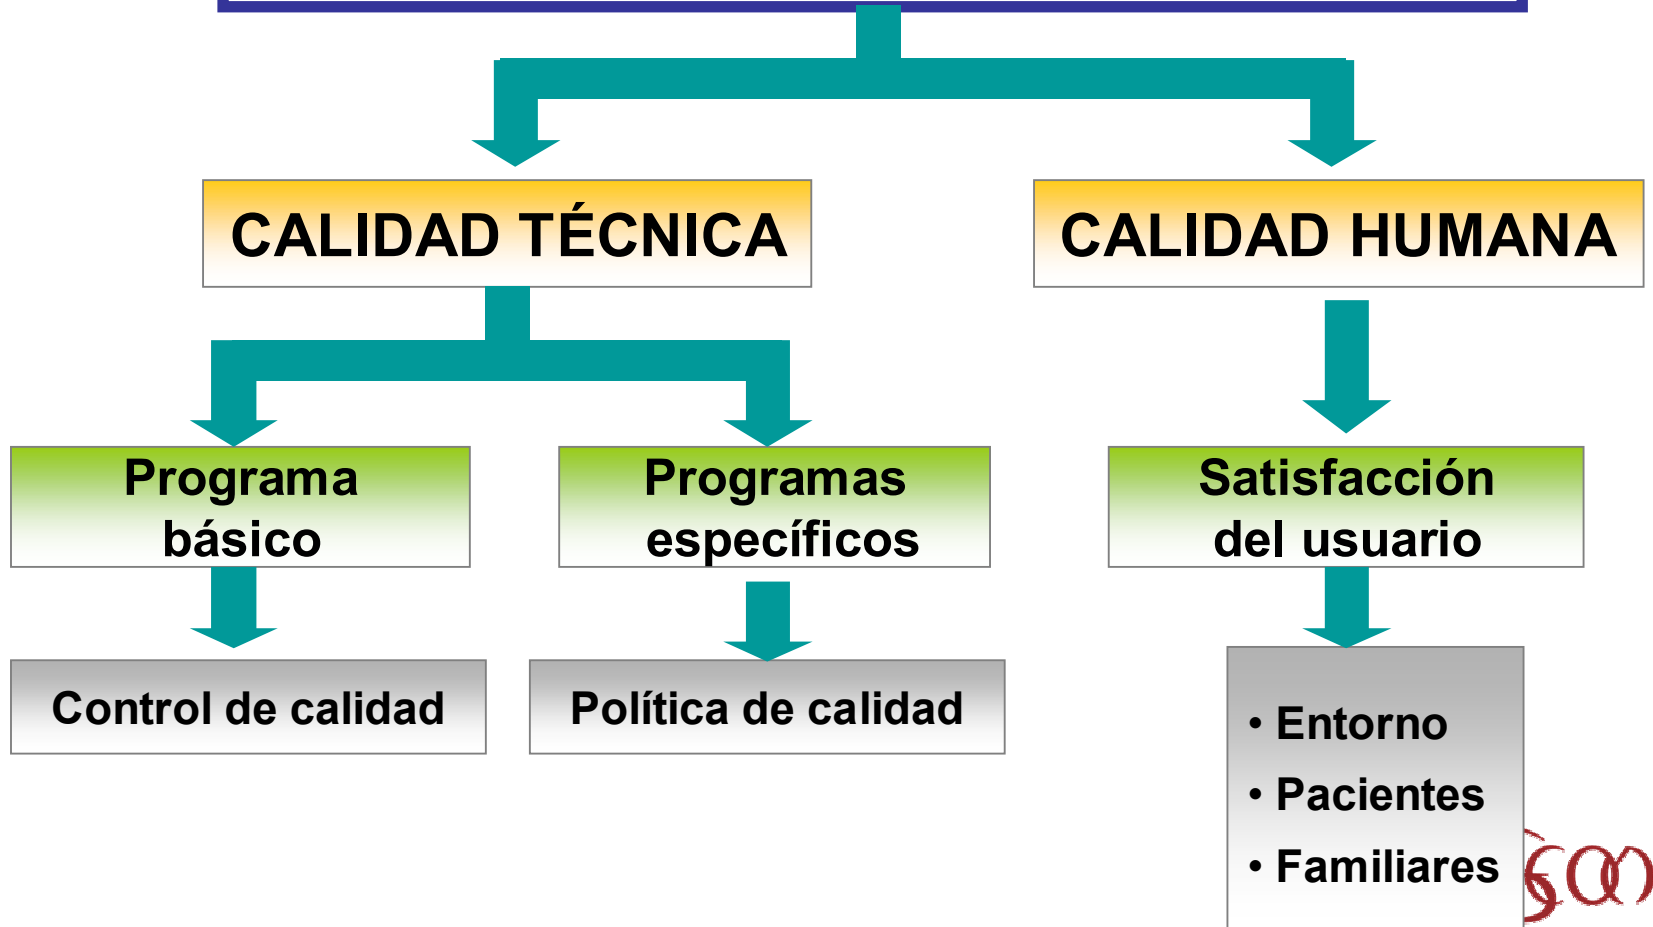 CALIDAD TÉCNICA
CALIDAD HUMANA
Programa
básico
Programas
específicos
Satisfacción
del usuario
Control de calidad
Política de calidad
• Entorno
• Pacientes
• Familiares